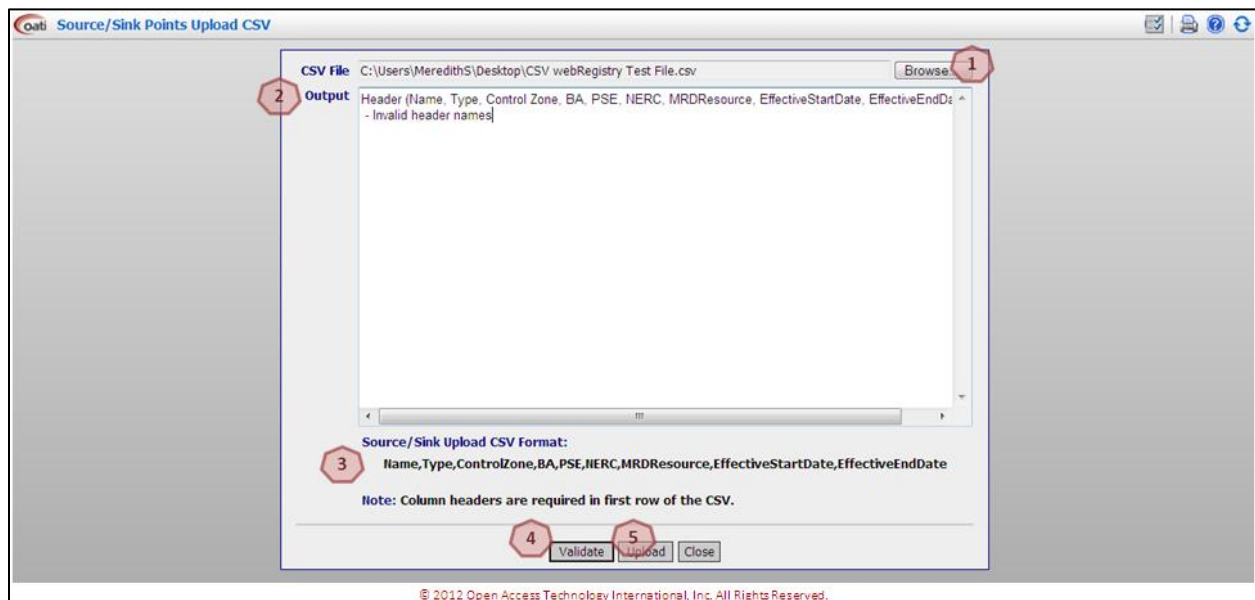 oati Source/Sink Points Upload CSV
CSV File C:\Users\MeredithS\Desktop\CSV webRegistry Test File.csv Browse... 1
2 Output Header (Name, Type, Control Zone, BA, PSE, NERC, MRDResource, EffectiveStartDate, EffectiveEndDa
- Invalid header names
Source/Sink Upload CSV Format:
3 Name,Type,ControlZone,BA,PSE,NERC,MRDResource,EffectiveStartDate,EffectiveEndDate
Note: Column headers are required in first row of the CSV.
4 Validate 5 Upload Close
© 2012 Open Access Technology International, Inc. All Rights Reserved.